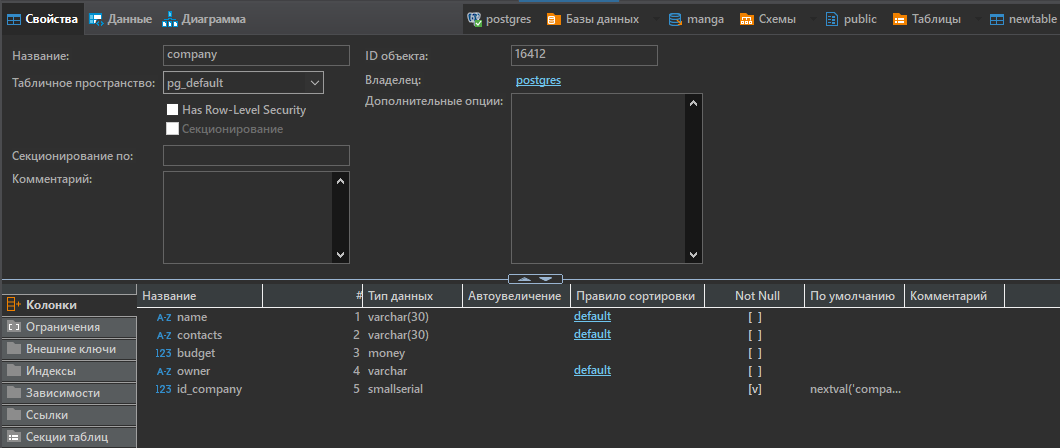 Свойства Данные Диаграмма postgres Базы данных manga Схемы public Таблицы newtable
Название: company ID объекта: 16412
Табличное пространство: pg_default Владелец: postgres
Дополнительные опции:
Has Row-Level Security
Секционирование
Секционирование по:
Комментарий:
Колонки
Ограничения
Внешние ключи
Индексы
Зависимости
Ссылки
Секции таблиц
Название # Тип данных Автоувеличение Правило сортировки Not Null По умолчанию Комментарий
A-Z name 1 varchar(30) default [ ]
A-Z contacts 2 varchar(30) default [ ]
123 budget 3 money [ ]
A-Z owner 4 varchar default [ ]
123 id_company 5 smallserial [v] nextval('compa...